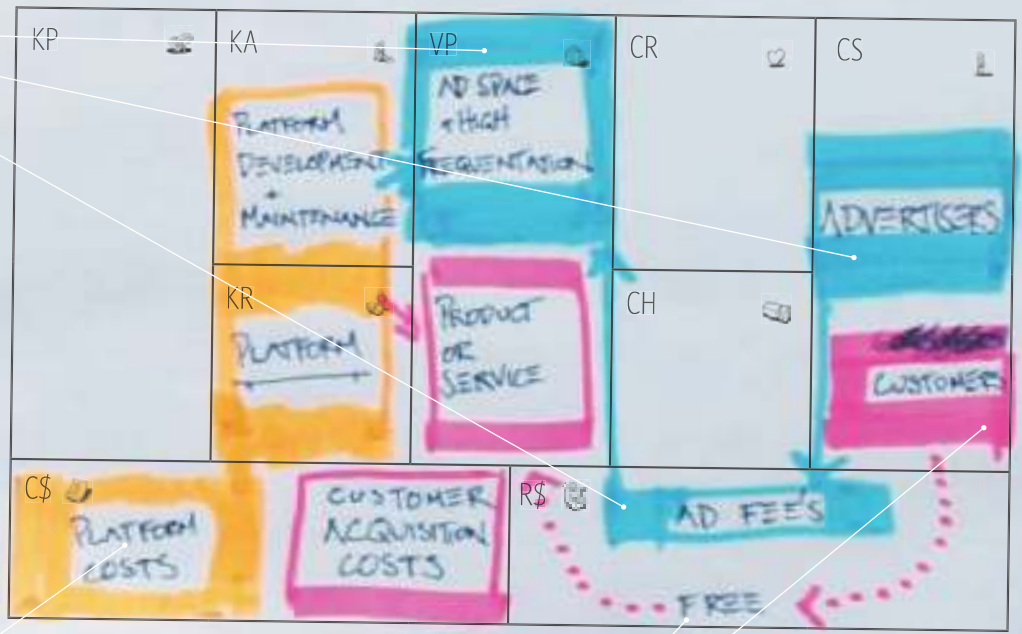 KP
KA
PLATFORM
DEVELOPMENT
+
MAINTENANCE
KR
PLATFORM
VP
AD SPACE
+ HIGH
FREQUENTATION
PRODUCT
OR
SERVICE
CR
CH
CS
ADVERTISERS
CUSTOMERS
C$
PLATFORM
COSTS
CUSTOMER
ACQUISITION
COSTS
R$
AD FEE'S
FREE